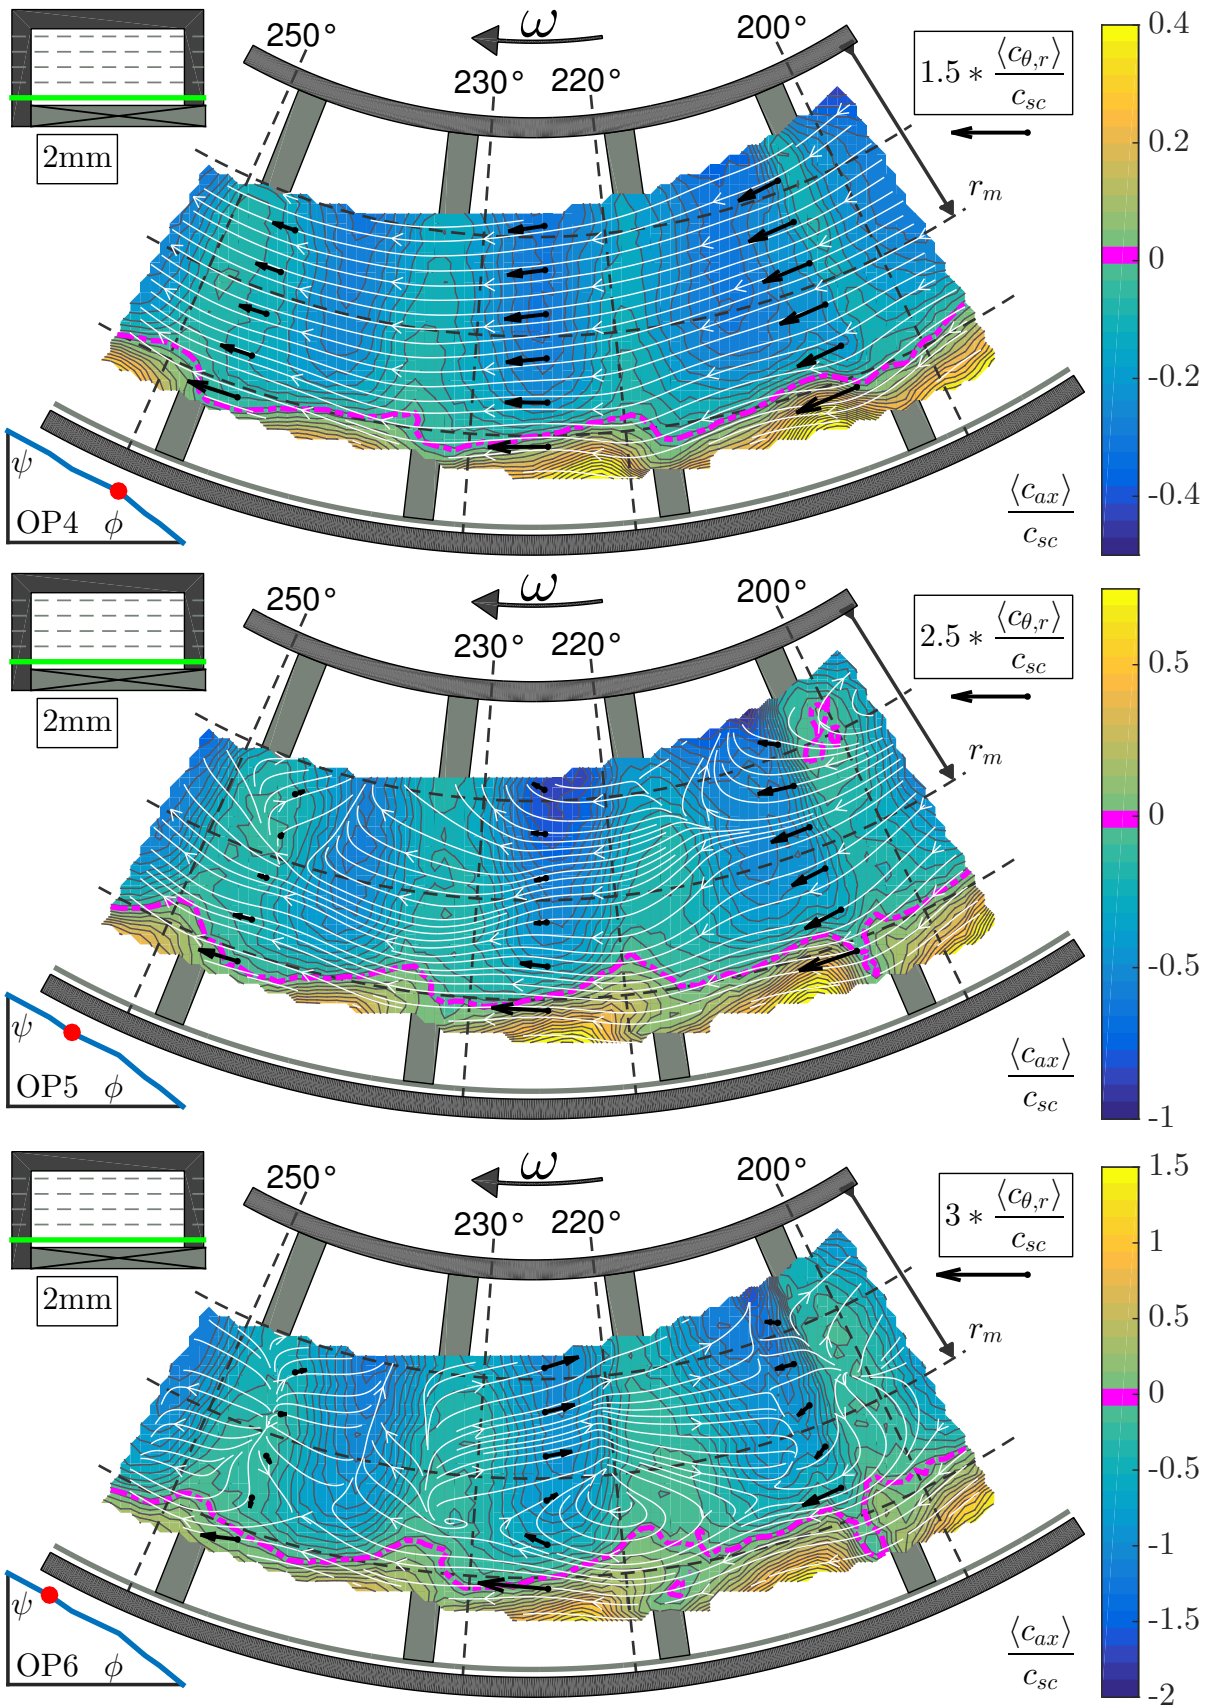 250° ω 200°
230° 220°
1.5 * ⟨c_{θ,r}⟩ / c_{sc}
2mm
r_m
ψ
OP4 ϕ
⟨c_{ax}⟩ / c_{sc}
0.4
0.2
0
-0.2
-0.4
250° ω 200°
230° 220°
2.5 * ⟨c_{θ,r}⟩ / c_{sc}
2mm
r_m
ψ
OP5 ϕ
⟨c_{ax}⟩ / c_{sc}
0.5
0
-0.5
-1
250° ω 200°
230° 220°
3 * ⟨c_{θ,r}⟩ / c_{sc}
2mm
r_m
ψ
OP6 ϕ
⟨c_{ax}⟩ / c_{sc}
1.5
1
0.5
0
-0.5
-1
-1.5
-2